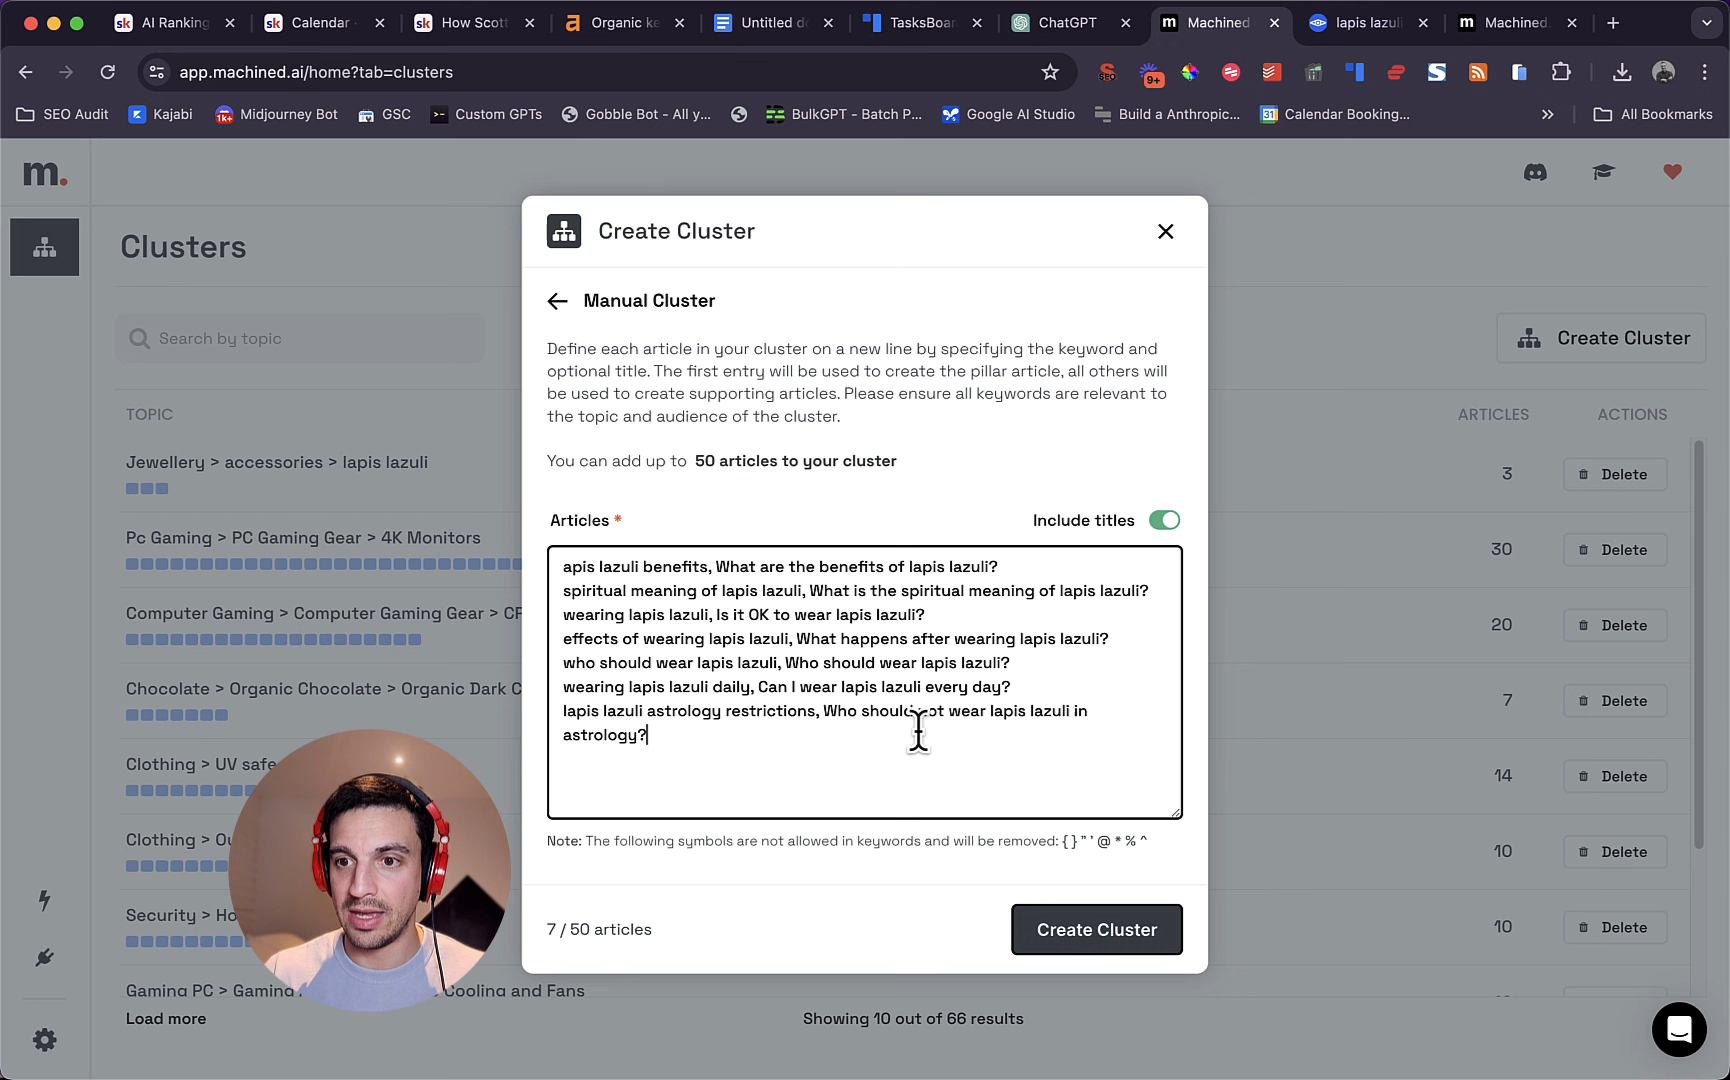 AI Ranking
Calendar
How Scott
Organic ke
Untitled do
TasksBoar
ChatGPT
Machined
lapis lazuli
Machined.
app.machined.ai/home?tab=clusters
9+
SEO Audit
Kajabi
1K+
Midjourney Bot
GSC
Custom GPTs
Gobble Bot - All y...
BulkGPT - Batch P...
Google AI Studio
Build a Anthropic...
31
Calendar Booking...
All Bookmarks
m.
Clusters
Search by topic
Create Cluster
TOPIC
ARTICLES
ACTIONS
Jewellery > accessories > lapis lazuli
3
Delete
Pc Gaming > PC Gaming Gear > 4K Monitors
30
Delete
Computer Gaming > Computer Gaming Gear > CP
20
Delete
Chocolate > Organic Chocolate > Organic Dark C
7
Delete
Clothing > UV safe
14
Delete
Clothing > Ou
10
Delete
Security > Ho
10
Delete
Gaming PC > Gaming
Cooling and Fans
Load more
Showing 10 out of 66 results
Create Cluster
Manual Cluster
Define each article in your cluster on a new line by specifying the keyword and
optional title. The first entry will be used to create the pillar article, all others will
be used to create supporting articles. Please ensure all keywords are relevant to
the topic and audience of the cluster.
You can add up to 50 articles to your cluster
Articles *
Include titles
apis lazuli benefits, What are the benefits of lapis lazuli?
spiritual meaning of lapis lazuli, What is the spiritual meaning of lapis lazuli?
wearing lapis lazuli, Is it OK to wear lapis lazuli?
effects of wearing lapis lazuli, What happens after wearing lapis lazuli?
who should wear lapis lazuli, Who should wear lapis lazuli?
wearing lapis lazuli daily, Can I wear lapis lazuli every day?
lapis lazuli astrology restrictions, Who should not wear lapis lazuli in
astrology?
Note: The following symbols are not allowed in keywords and will be removed: { } " ' @ * % ^
7 / 50 articles
Create Cluster